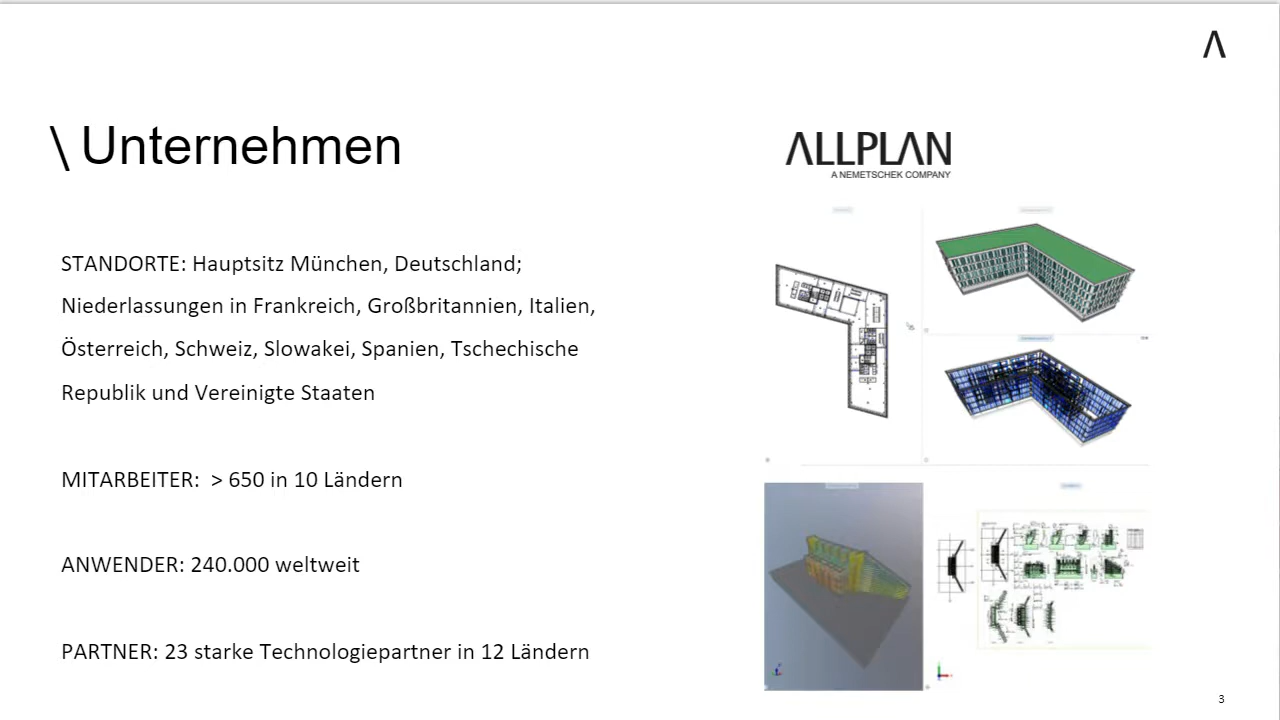 \ Unternehmen
ALLPLAN
A NEMETSCHEK COMPANY
STANDORTE: Hauptsitz München, Deutschland;
Niederlassungen in Frankreich, Großbritannien, Italien,
Österreich, Schweiz, Slowakei, Spanien, Tschechische
Republik und Vereinigte Staaten
MITARBEITER:  > 650 in 10 Ländern
ANWENDER: 240.000 weltweit
PARTNER: 23 starke Technologiepartner in 12 Ländern
3